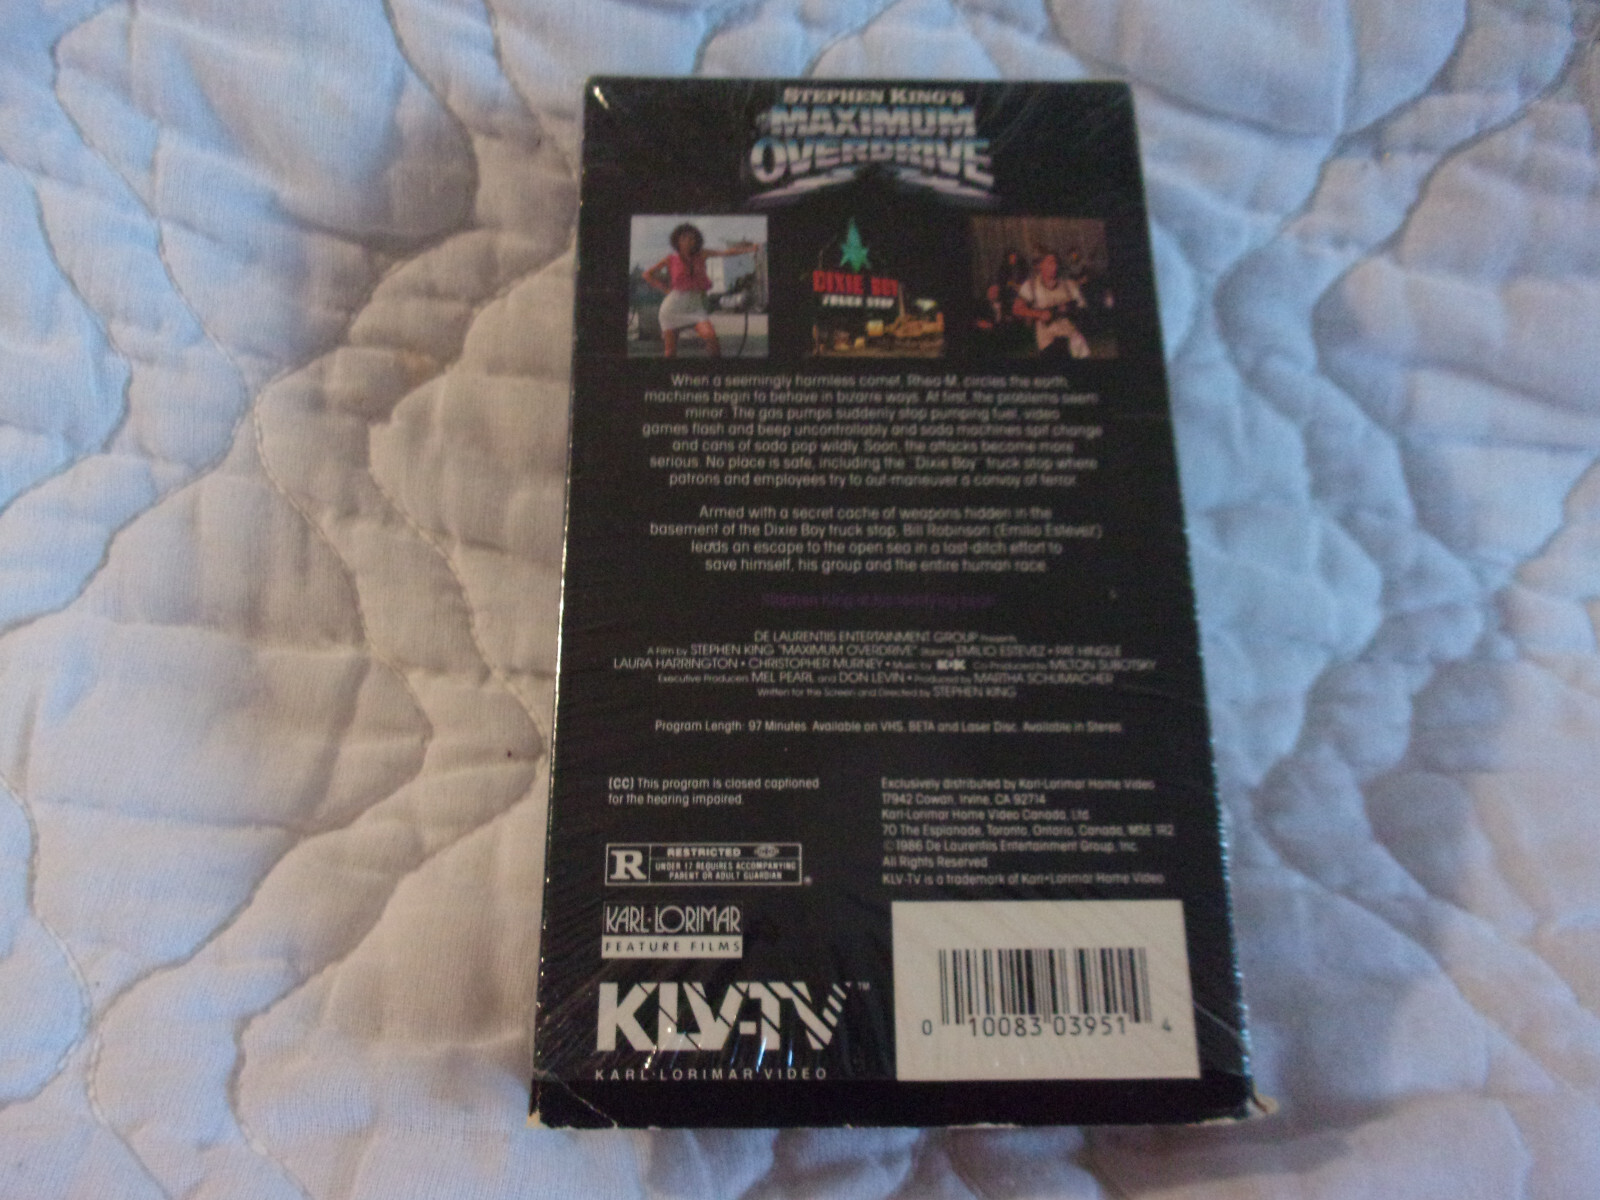 STEPHEN KING'S
MAXIMUM
OVERDRIVE
DIXIE BOY
TRUCK STOP
When a seemingly harmless comet, Rhea-M, circles the earth,
machines begin to behave in bizarre ways. At first, the problems seem
minor. The gas pumps suddenly stop pumping fuel, video
games flash and beep uncontrollably and soda machines spit change
and cans of soda pop wildly. Soon, the attacks become more
serious. No place is safe, including the "Dixie Boy" truck stop where
patrons and employees try to out-maneuver a convoy of terror.
Armed with a secret cache of weapons hidden in the
basement of the Dixie Boy truck stop, Bill Robinson (Emilio Estevez)
leads an escape to the open sea in a last-ditch effort to
save himself, his group and the entire human race.
Stephen King at his terrifying best!
DE LAURENTIIS ENTERTAINMENT GROUP Presents
A Film by STEPHEN KING "MAXIMUM OVERDRIVE" Starring EMILIO ESTEVEZ • PAT HINGLE
LAURA HARRINGTON • CHRISTOPHER MURNEY • Music by Co-Produced by MILTON SUBOTSKY
Executive Producers MEL PEARL and DON LEVIN • Produced by MARTHA SCHUMACHER
Written for the Screen and Directed by STEPHEN KING
Program Length: 97 Minutes. Available on VHS, BETA and Laser Disc. Available in Stereo.
(CC) This program is closed captioned
for the hearing impaired.
Exclusively distributed by Karl-Lorimar Home Video
17942 Cowan, Irvine, CA 92714
Karl-Lorimar Home Video Canada, Ltd.
70 The Esplanade, Toronto, Ontario, Canada, M5E 1R2
©1986 De Laurentiis Entertainment Group, Inc.
All Rights Reserved
KLV-TV is a trademark of Karl-Lorimar Home Video.
R RESTRICTED
UNDER 17 REQUIRES ACCOMPANYING
PARENT OR ADULT GUARDIAN
KARL·LORIMAR
FEATURE FILMS
KLV-TV™
KARL·LORIMAR VIDEO
0 10083 03951 4